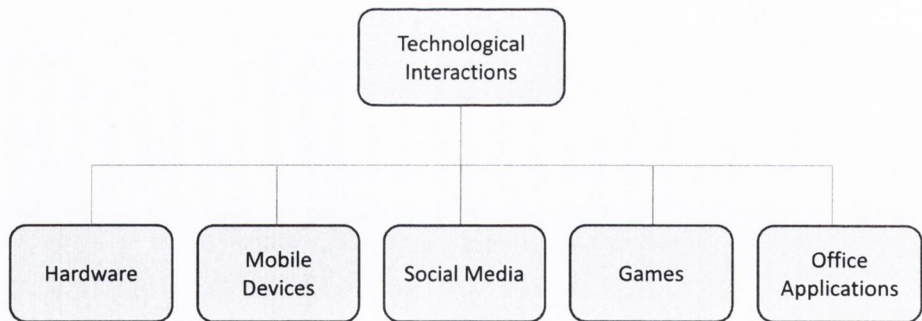 Technological
Interactions
Hardware
Mobile
Devices
Social Media
Games
Office
Applications